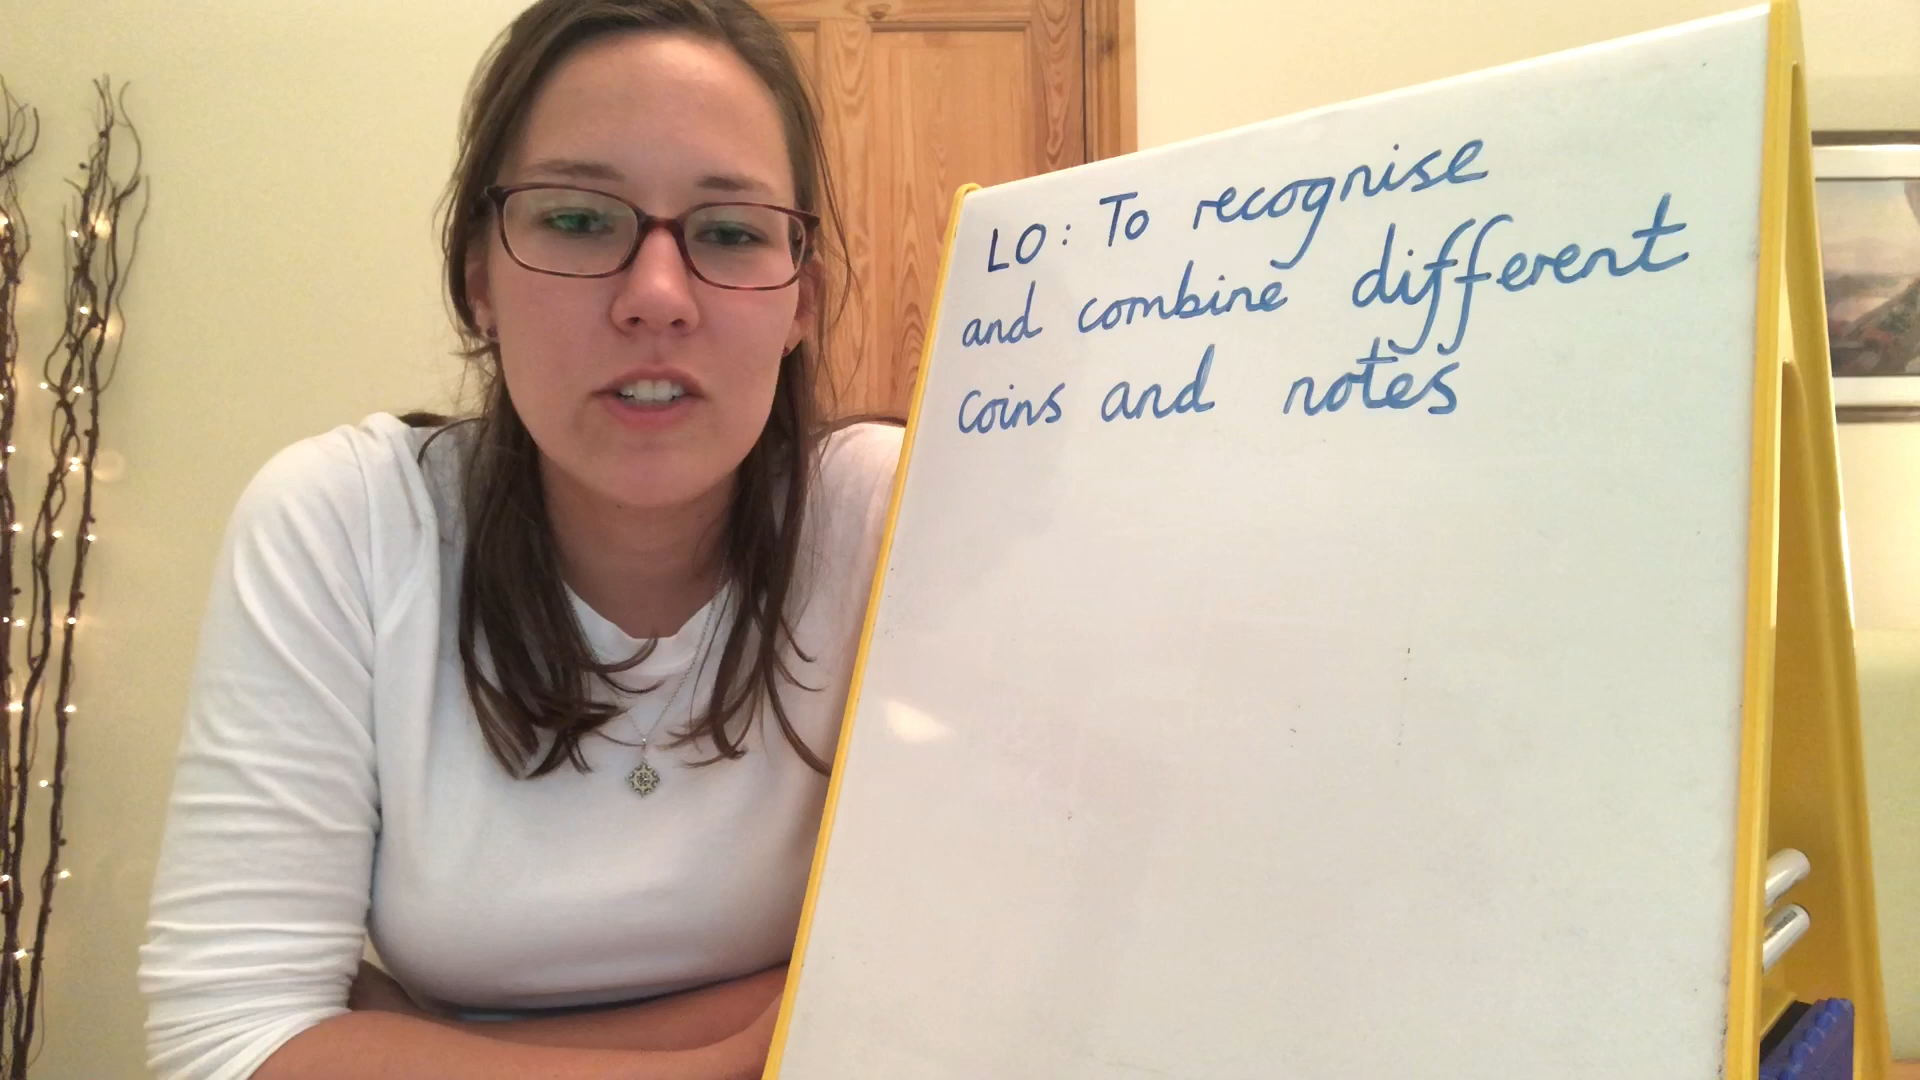 LO: To recognise
and combine different
coins and notes